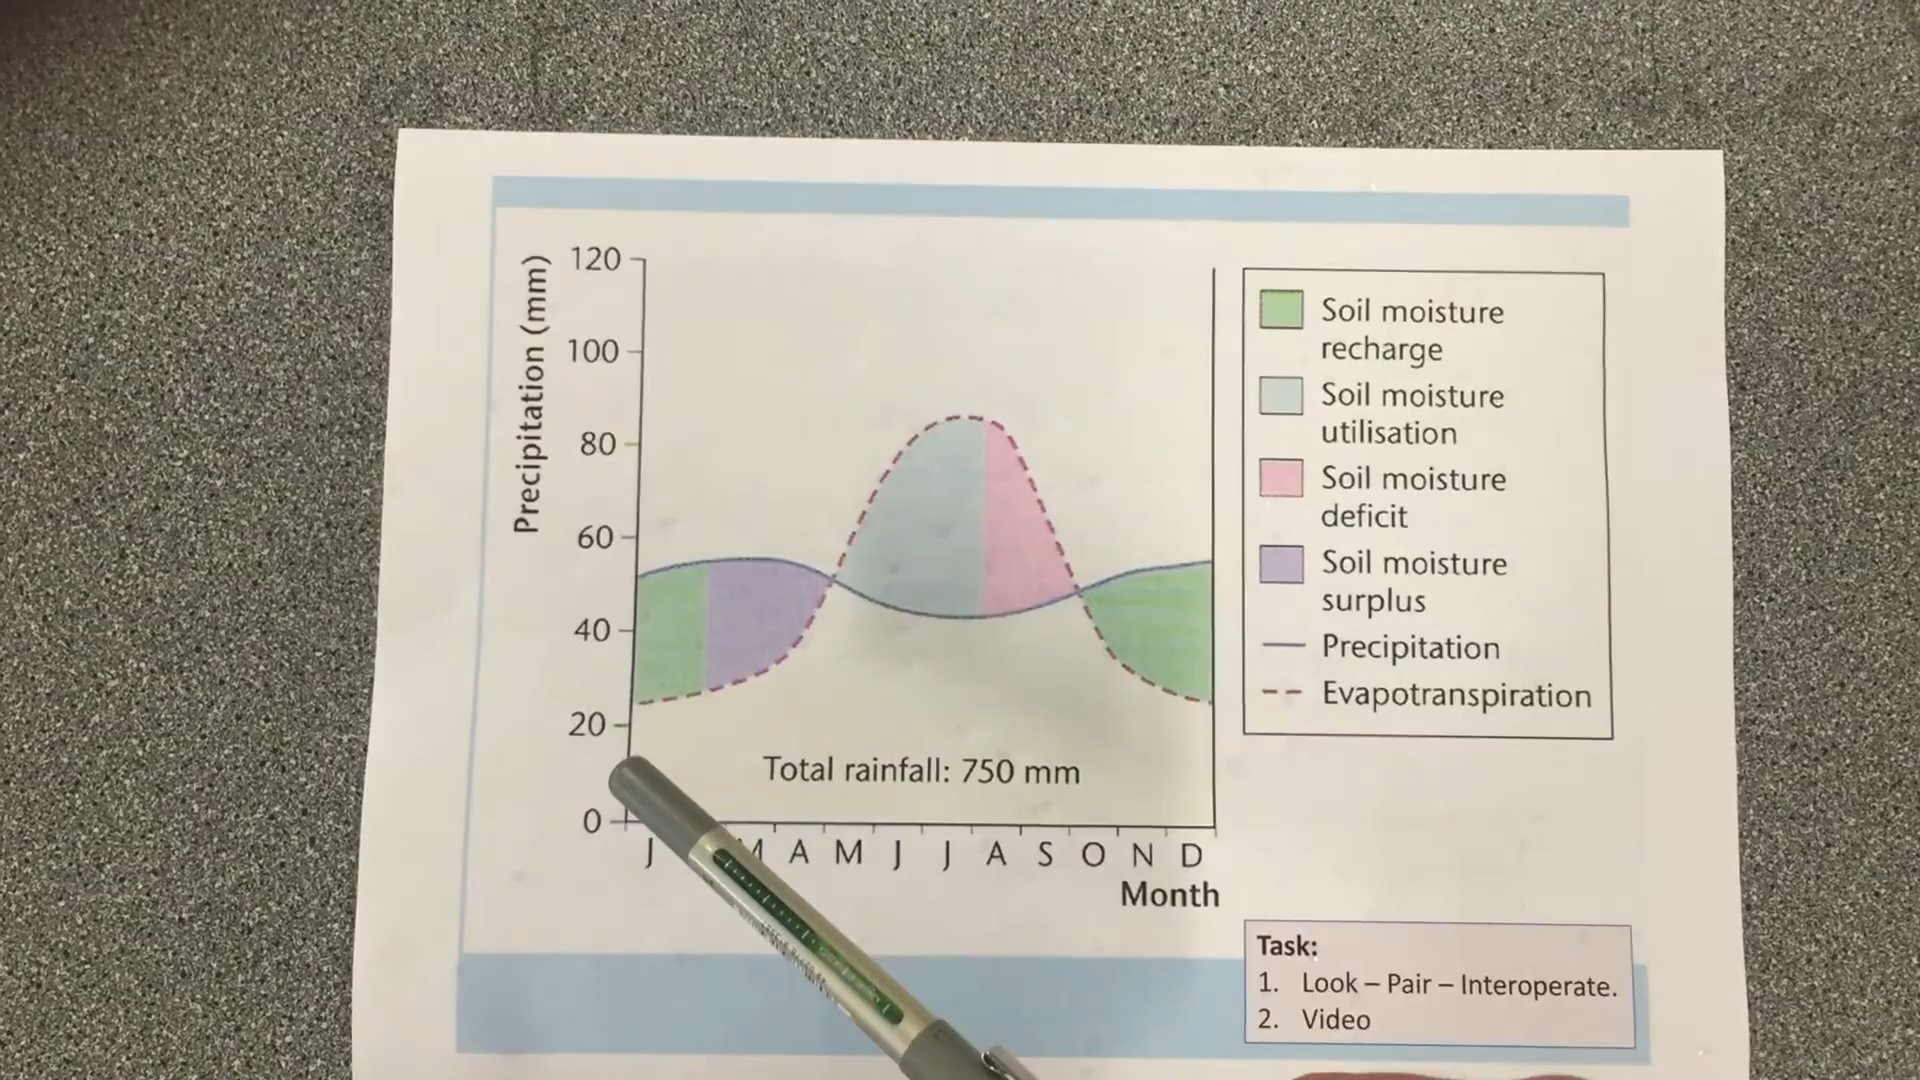 Precipitation (mm)
120
100
80
60
40
20
0
J M A M J J A S O N D
Month
Total rainfall: 750 mm
Soil moisture
recharge
Soil moisture
utilisation
Soil moisture
deficit
Soil moisture
surplus
Precipitation
Evapotranspiration
Task:
1. Look – Pair – Interoperate.
2. Video